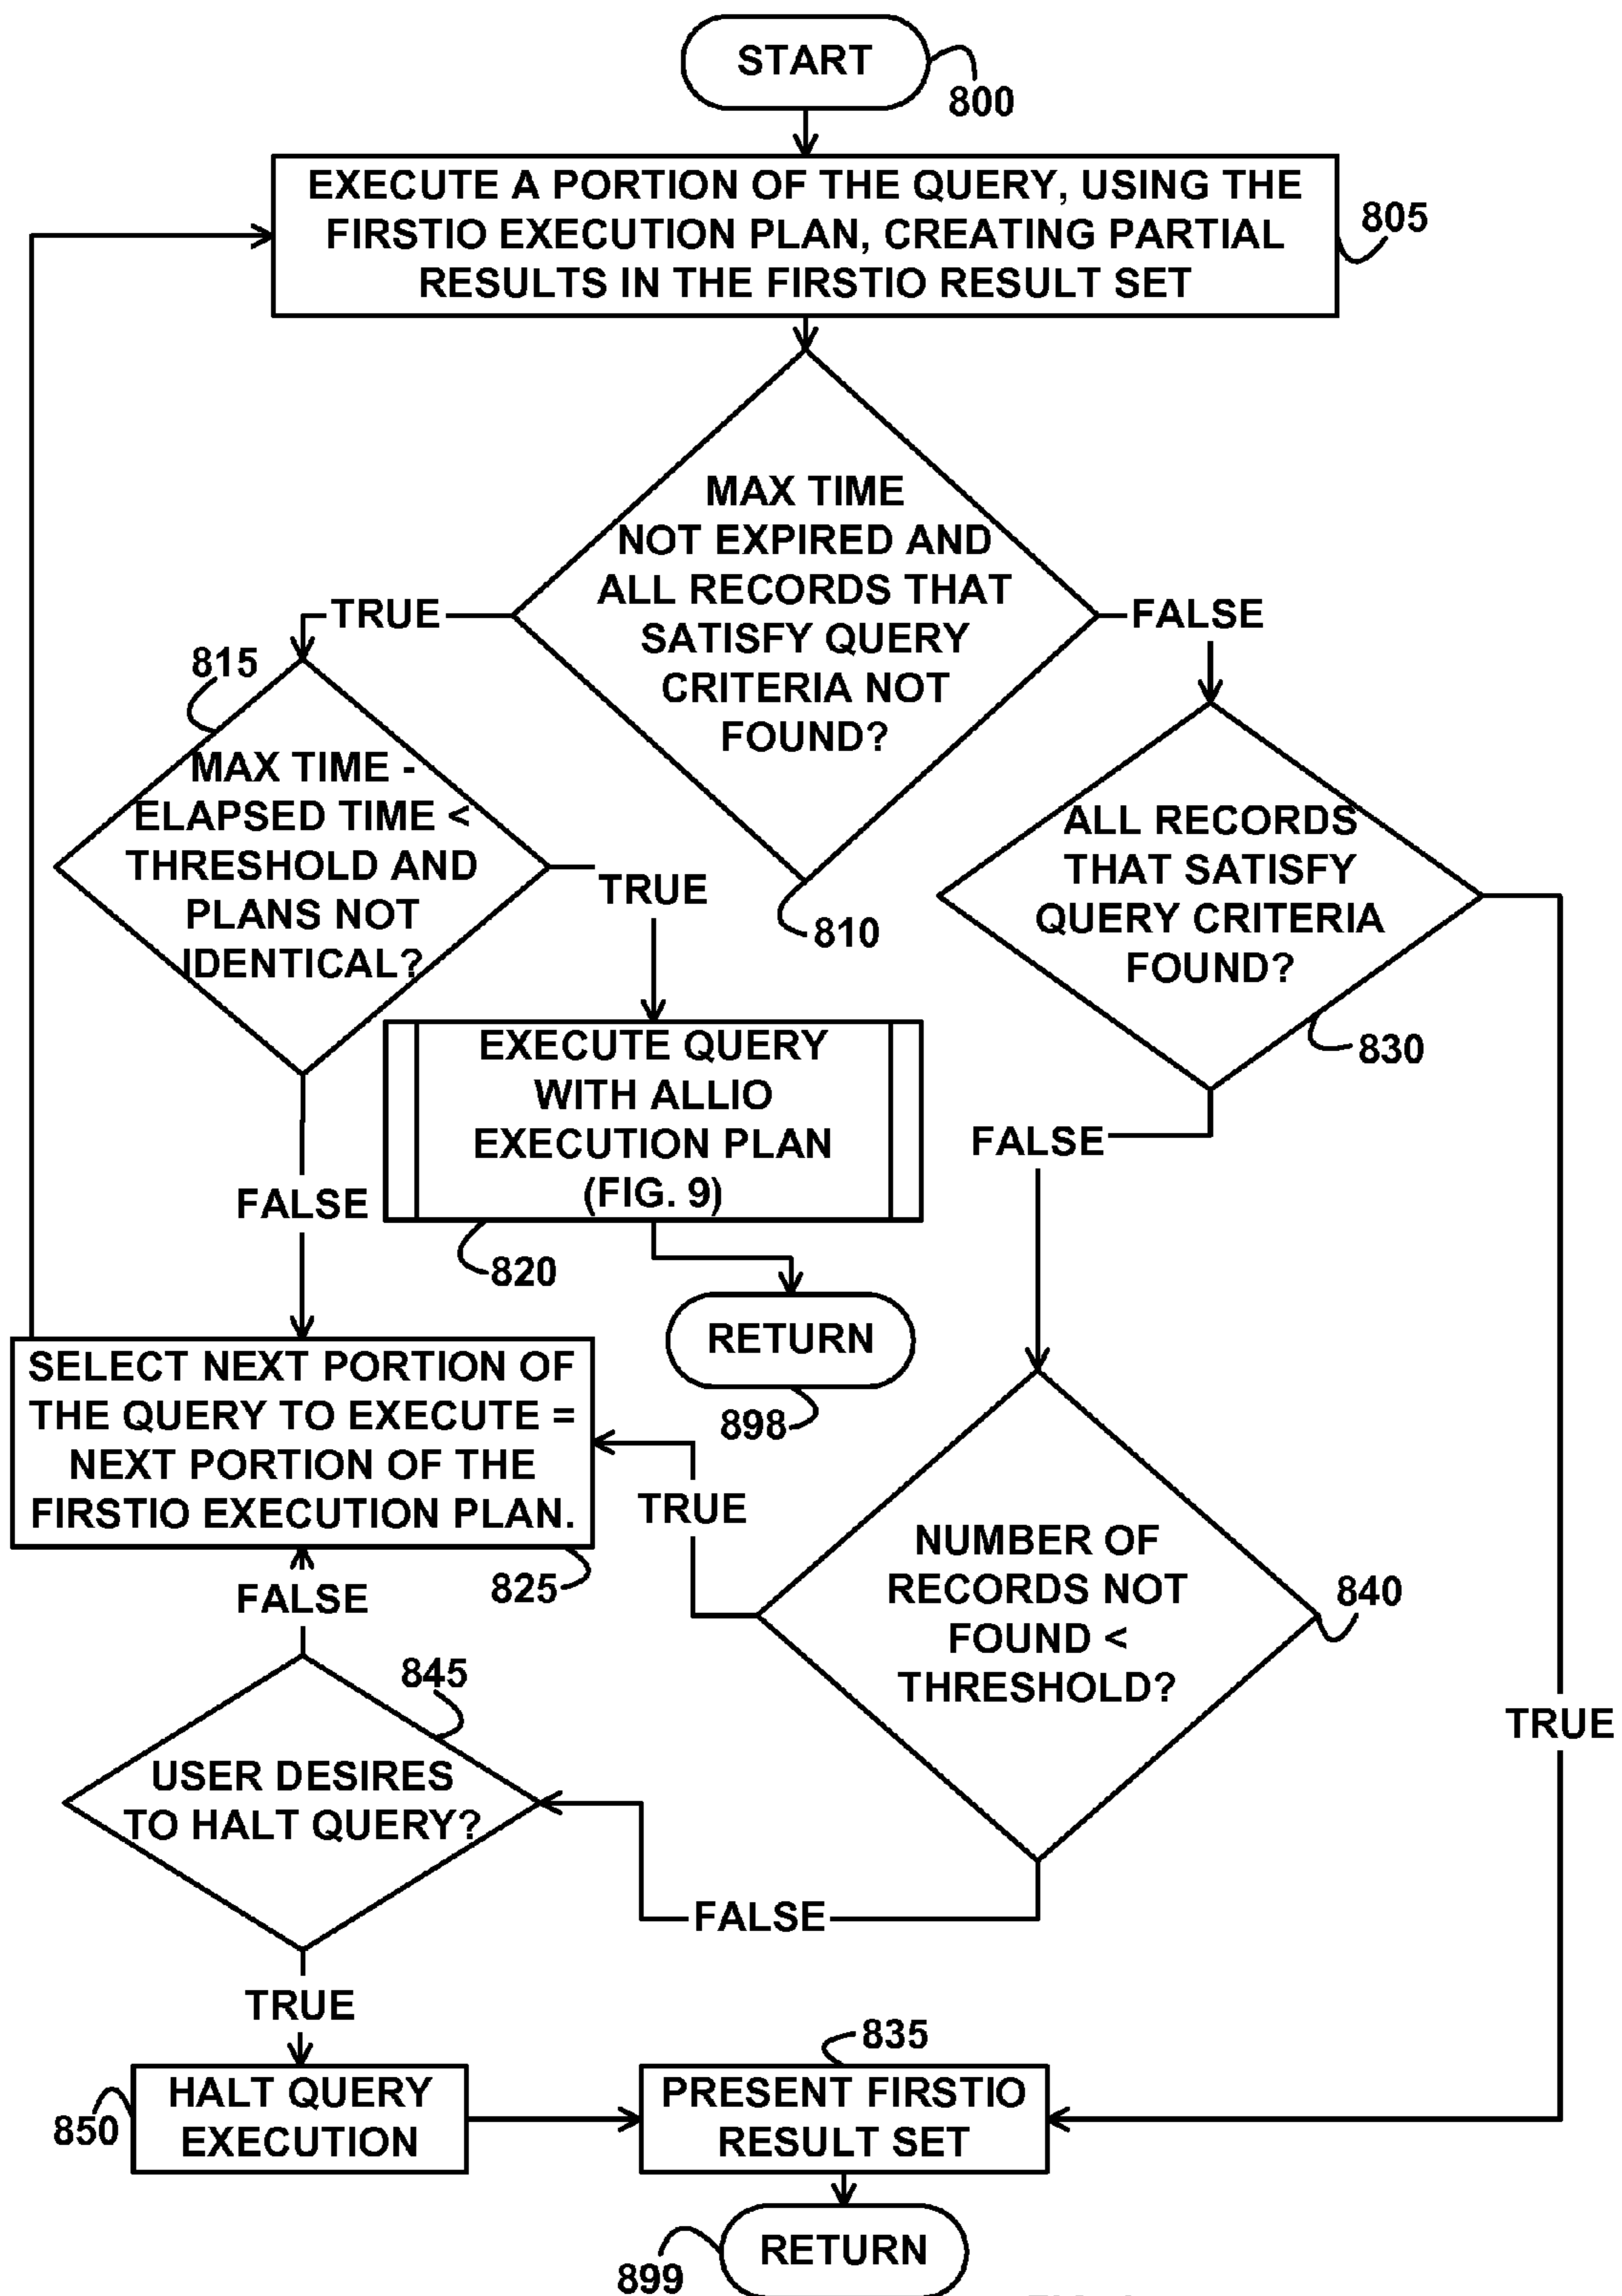 START
800
EXECUTE A PORTION OF THE QUERY, USING THE
FIRSTIO EXECUTION PLAN, CREATING PARTIAL
RESULTS IN THE FIRSTIO RESULT SET
805
MAX TIME
NOT EXPIRED AND
ALL RECORDS THAT
SATISFY QUERY
CRITERIA NOT
FOUND?
810
TRUE
FALSE
815
MAX TIME -
ELAPSED TIME <
THRESHOLD AND
PLANS NOT
IDENTICAL?
TRUE
FALSE
ALL RECORDS
THAT SATISFY
QUERY CRITERIA
FOUND?
830
FALSE
TRUE
EXECUTE QUERY
WITH ALLIO
EXECUTION PLAN
(FIG. 9)
820
RETURN
898
SELECT NEXT PORTION OF
THE QUERY TO EXECUTE =
NEXT PORTION OF THE
FIRSTIO EXECUTION PLAN.
825
TRUE
NUMBER OF
RECORDS NOT
FOUND <
THRESHOLD?
840
FALSE
FALSE
845
USER DESIRES
TO HALT QUERY?
TRUE
HALT QUERY
EXECUTION
850
835
PRESENT FIRSTIO
RESULT SET
RETURN
899